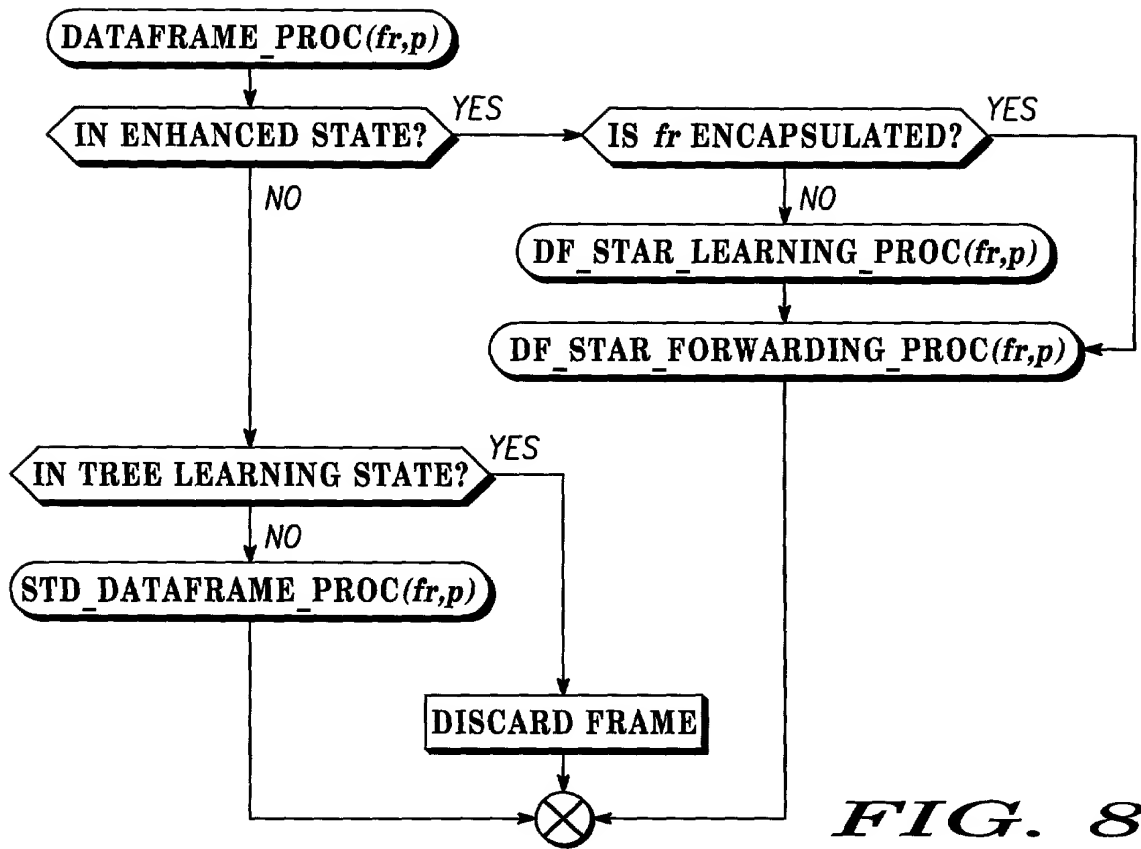 DATAFRAME_PROC(fr,p)
IN ENHANCED STATE?
YES
IS fr ENCAPSULATED?
YES
NO
NO
DF_STAR_LEARNING_PROC(fr,p)
DF_STAR_FORWARDING_PROC(fr,p)
IN TREE LEARNING STATE?
YES
NO
STD_DATAFRAME_PROC(fr,p)
DISCARD FRAME
FIG. 8